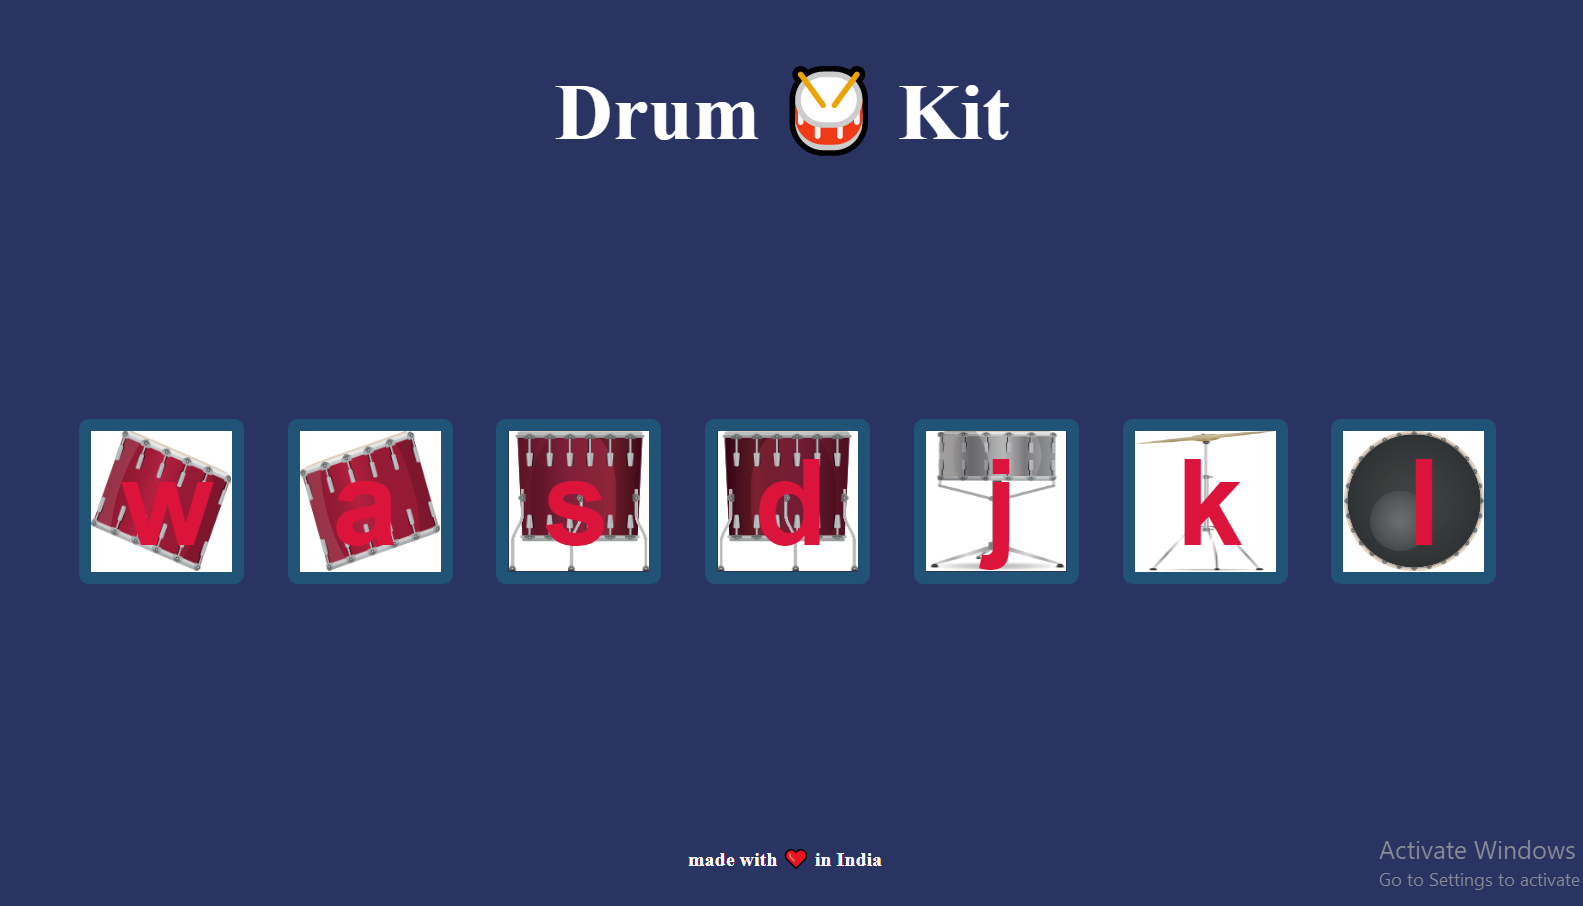 Drum 🥁 Kit
w a s d j k l
made with ❤️ in India
Activate Windows
Go to Settings to activate